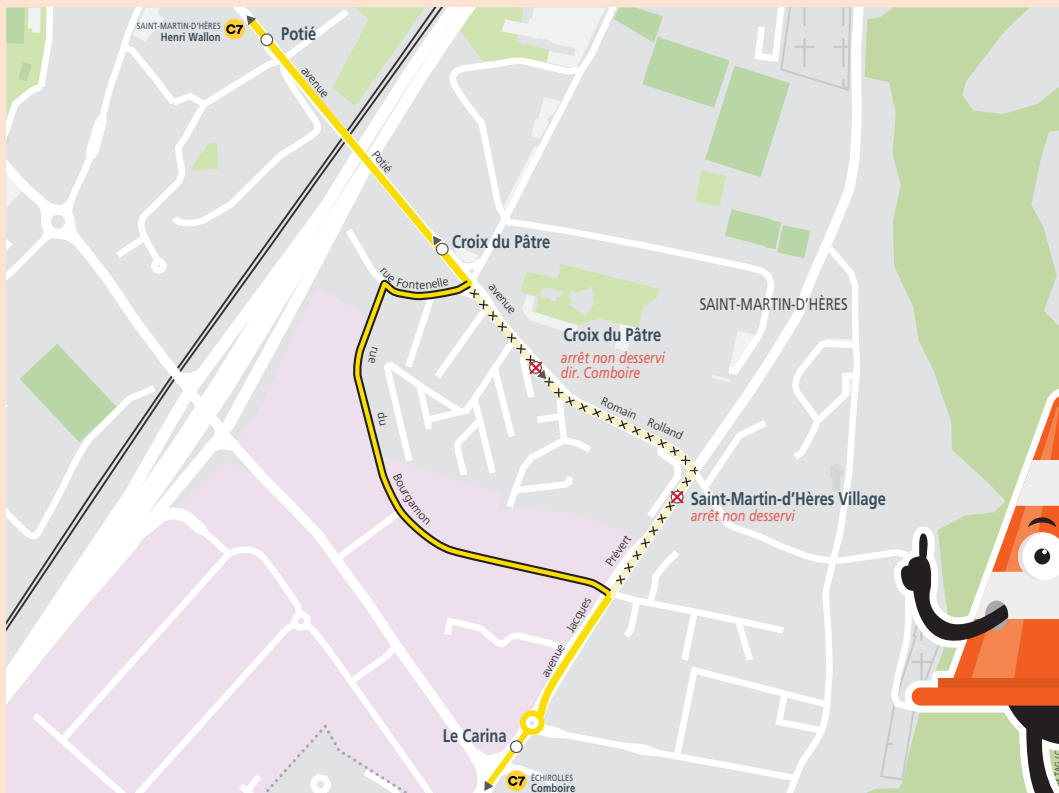 SAINT-MARTIN-D'HÈRES
Henri Wallon
C7
Potié
avenue
Potié
Croix du Pâtre
rue Fontenelle
avenue
SAINT-MARTIN-D'HÈRES
Croix du Pâtre
arrêt non desservi
dir. Comboire
rue
du
Romain
Rolland
Bourgamon
Saint-Martin-d'Hères Village
arrêt non desservi
Prévert
Jacques
avenue
Le Carina
C7
ÉCHIROLLES
Comboire